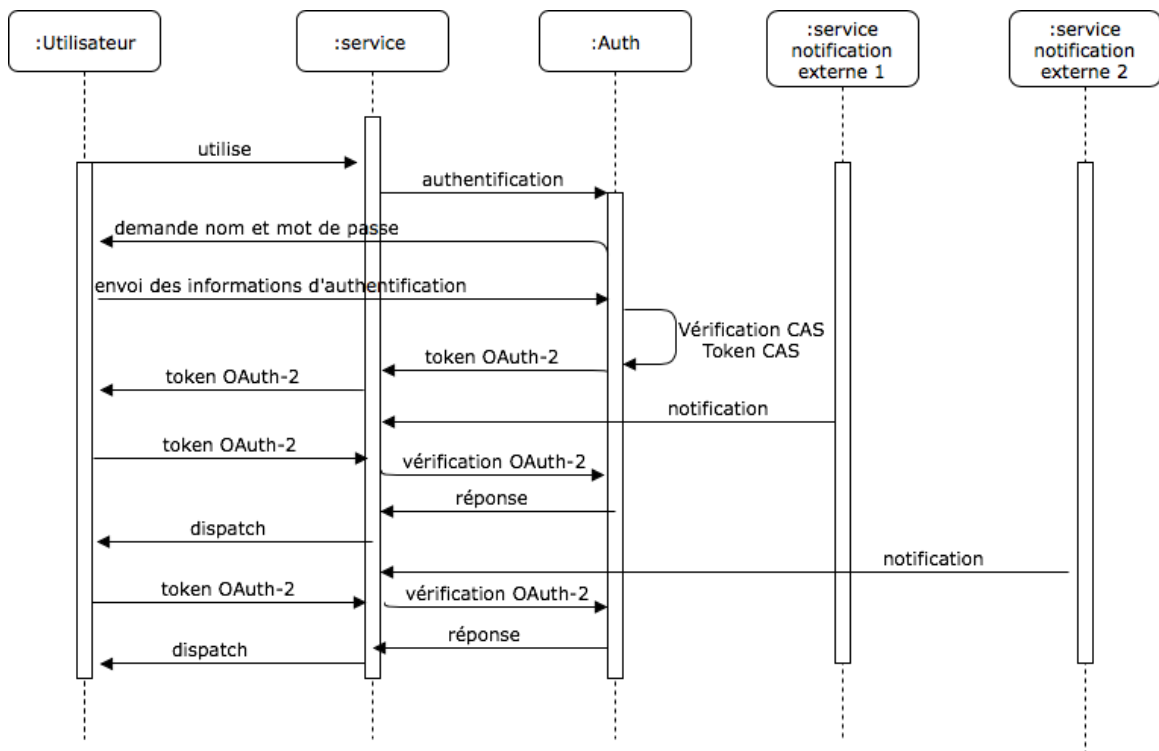 :Utilisateur
:service
:Auth
:service
notification
externe 1
:service
notification
externe 2
utilise
authentification
demande nom et mot de passe
envoi des informations d'authentification
Vérification CAS
Token CAS
token OAuth-2
token OAuth-2
notification
token OAuth-2
vérification OAuth-2
réponse
dispatch
notification
token OAuth-2
vérification OAuth-2
réponse
dispatch